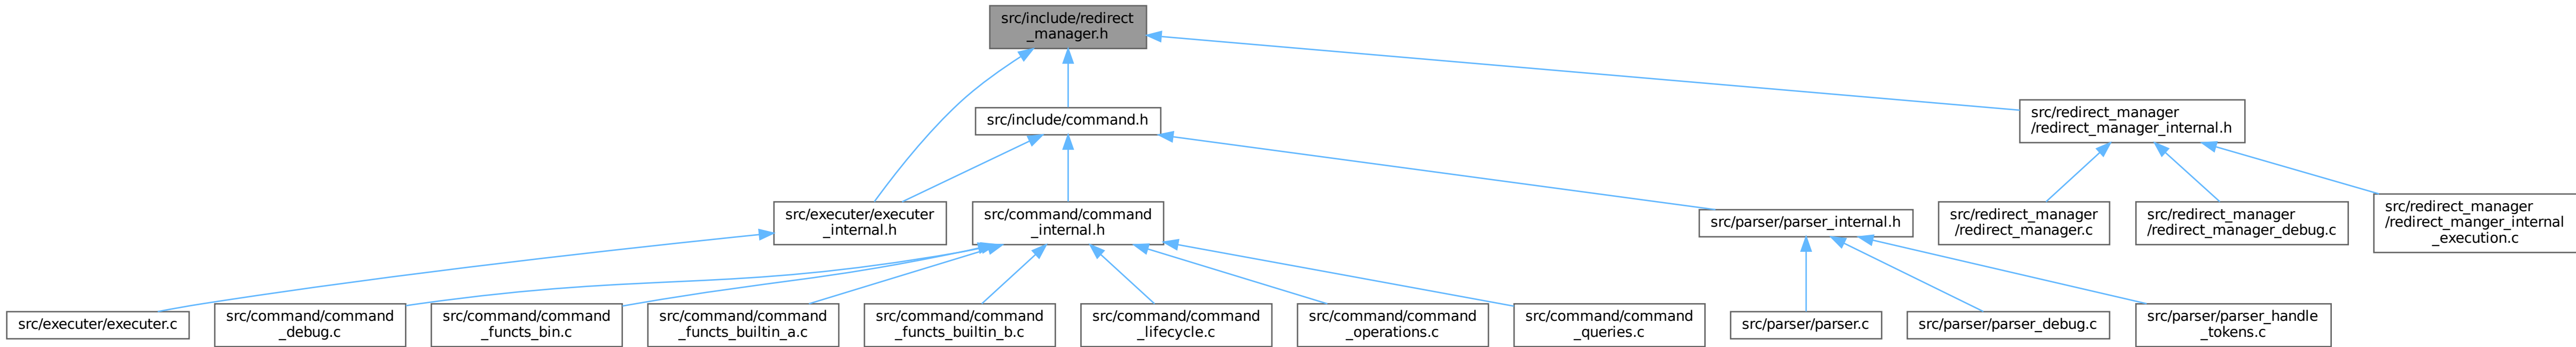 src/include/redirect
_manager.h
src/include/command.h
src/redirect_manager
/redirect_manager_internal.h
src/executer/executer
_internal.h
src/command/command
_internal.h
src/parser/parser_internal.h
src/redirect_manager
/redirect_manager.c
src/redirect_manager
/redirect_manager_debug.c
src/redirect_manager
/redirect_manger_internal
_execution.c
src/executer/executer.c
src/command/command
_debug.c
src/command/command
_functs_bin.c
src/command/command
_functs_builtin_a.c
src/command/command
_functs_builtin_b.c
src/command/command
_lifecycle.c
src/command/command
_operations.c
src/command/command
_queries.c
src/parser/parser.c
src/parser/parser_debug.c
src/parser/parser_handle
_tokens.c